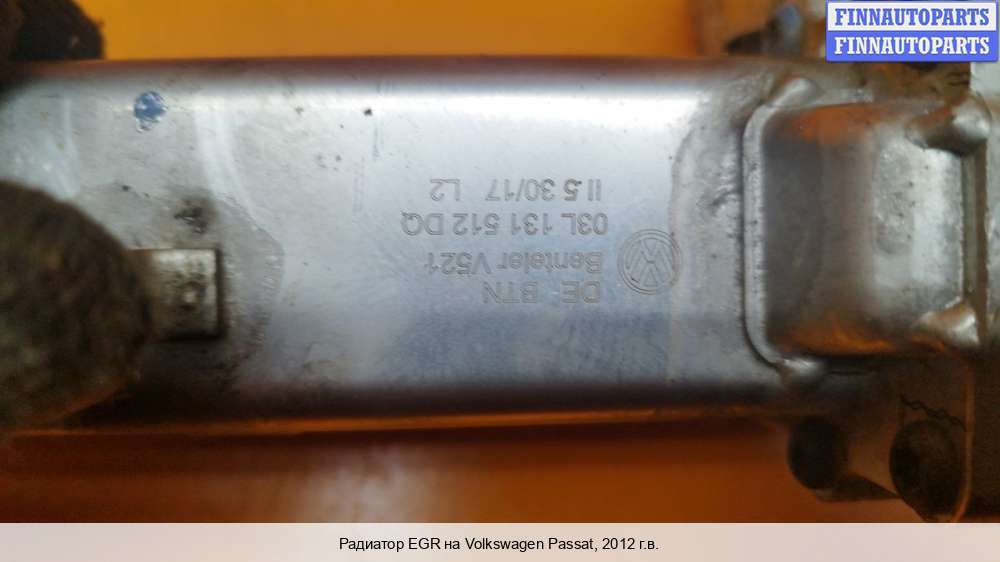 FINNAUTOPARTS
FINNAUTOPARTS
DE BTN
Benteler V521
03L 131 512 DQ
11.5 30/17 L2
Радиатор EGR на Volkswagen Passat, 2012 г.в.